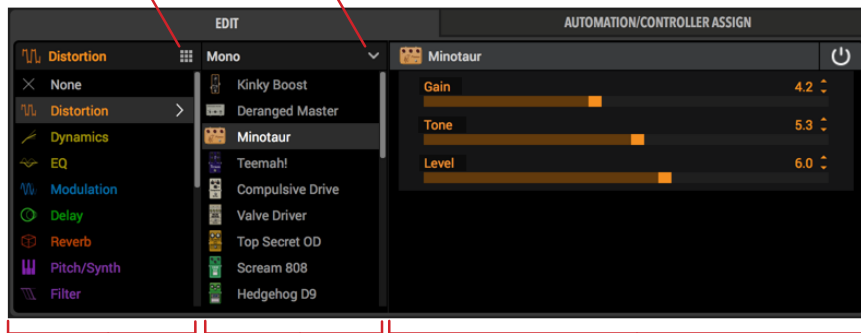 EDIT
AUTOMATION/CONTROLLER ASSIGN
Distortion
None
Distortion
Dynamics
EQ
Modulation
Delay
Reverb
Pitch/Synth
Filter
Mono
Kinky Boost
Deranged Master
Minotaur
Teemah!
Compulsive Drive
Valve Driver
Top Secret OD
Scream 808
Hedgehog D9
Minotaur
Gain 4.2
Tone 5.3
Level 6.0